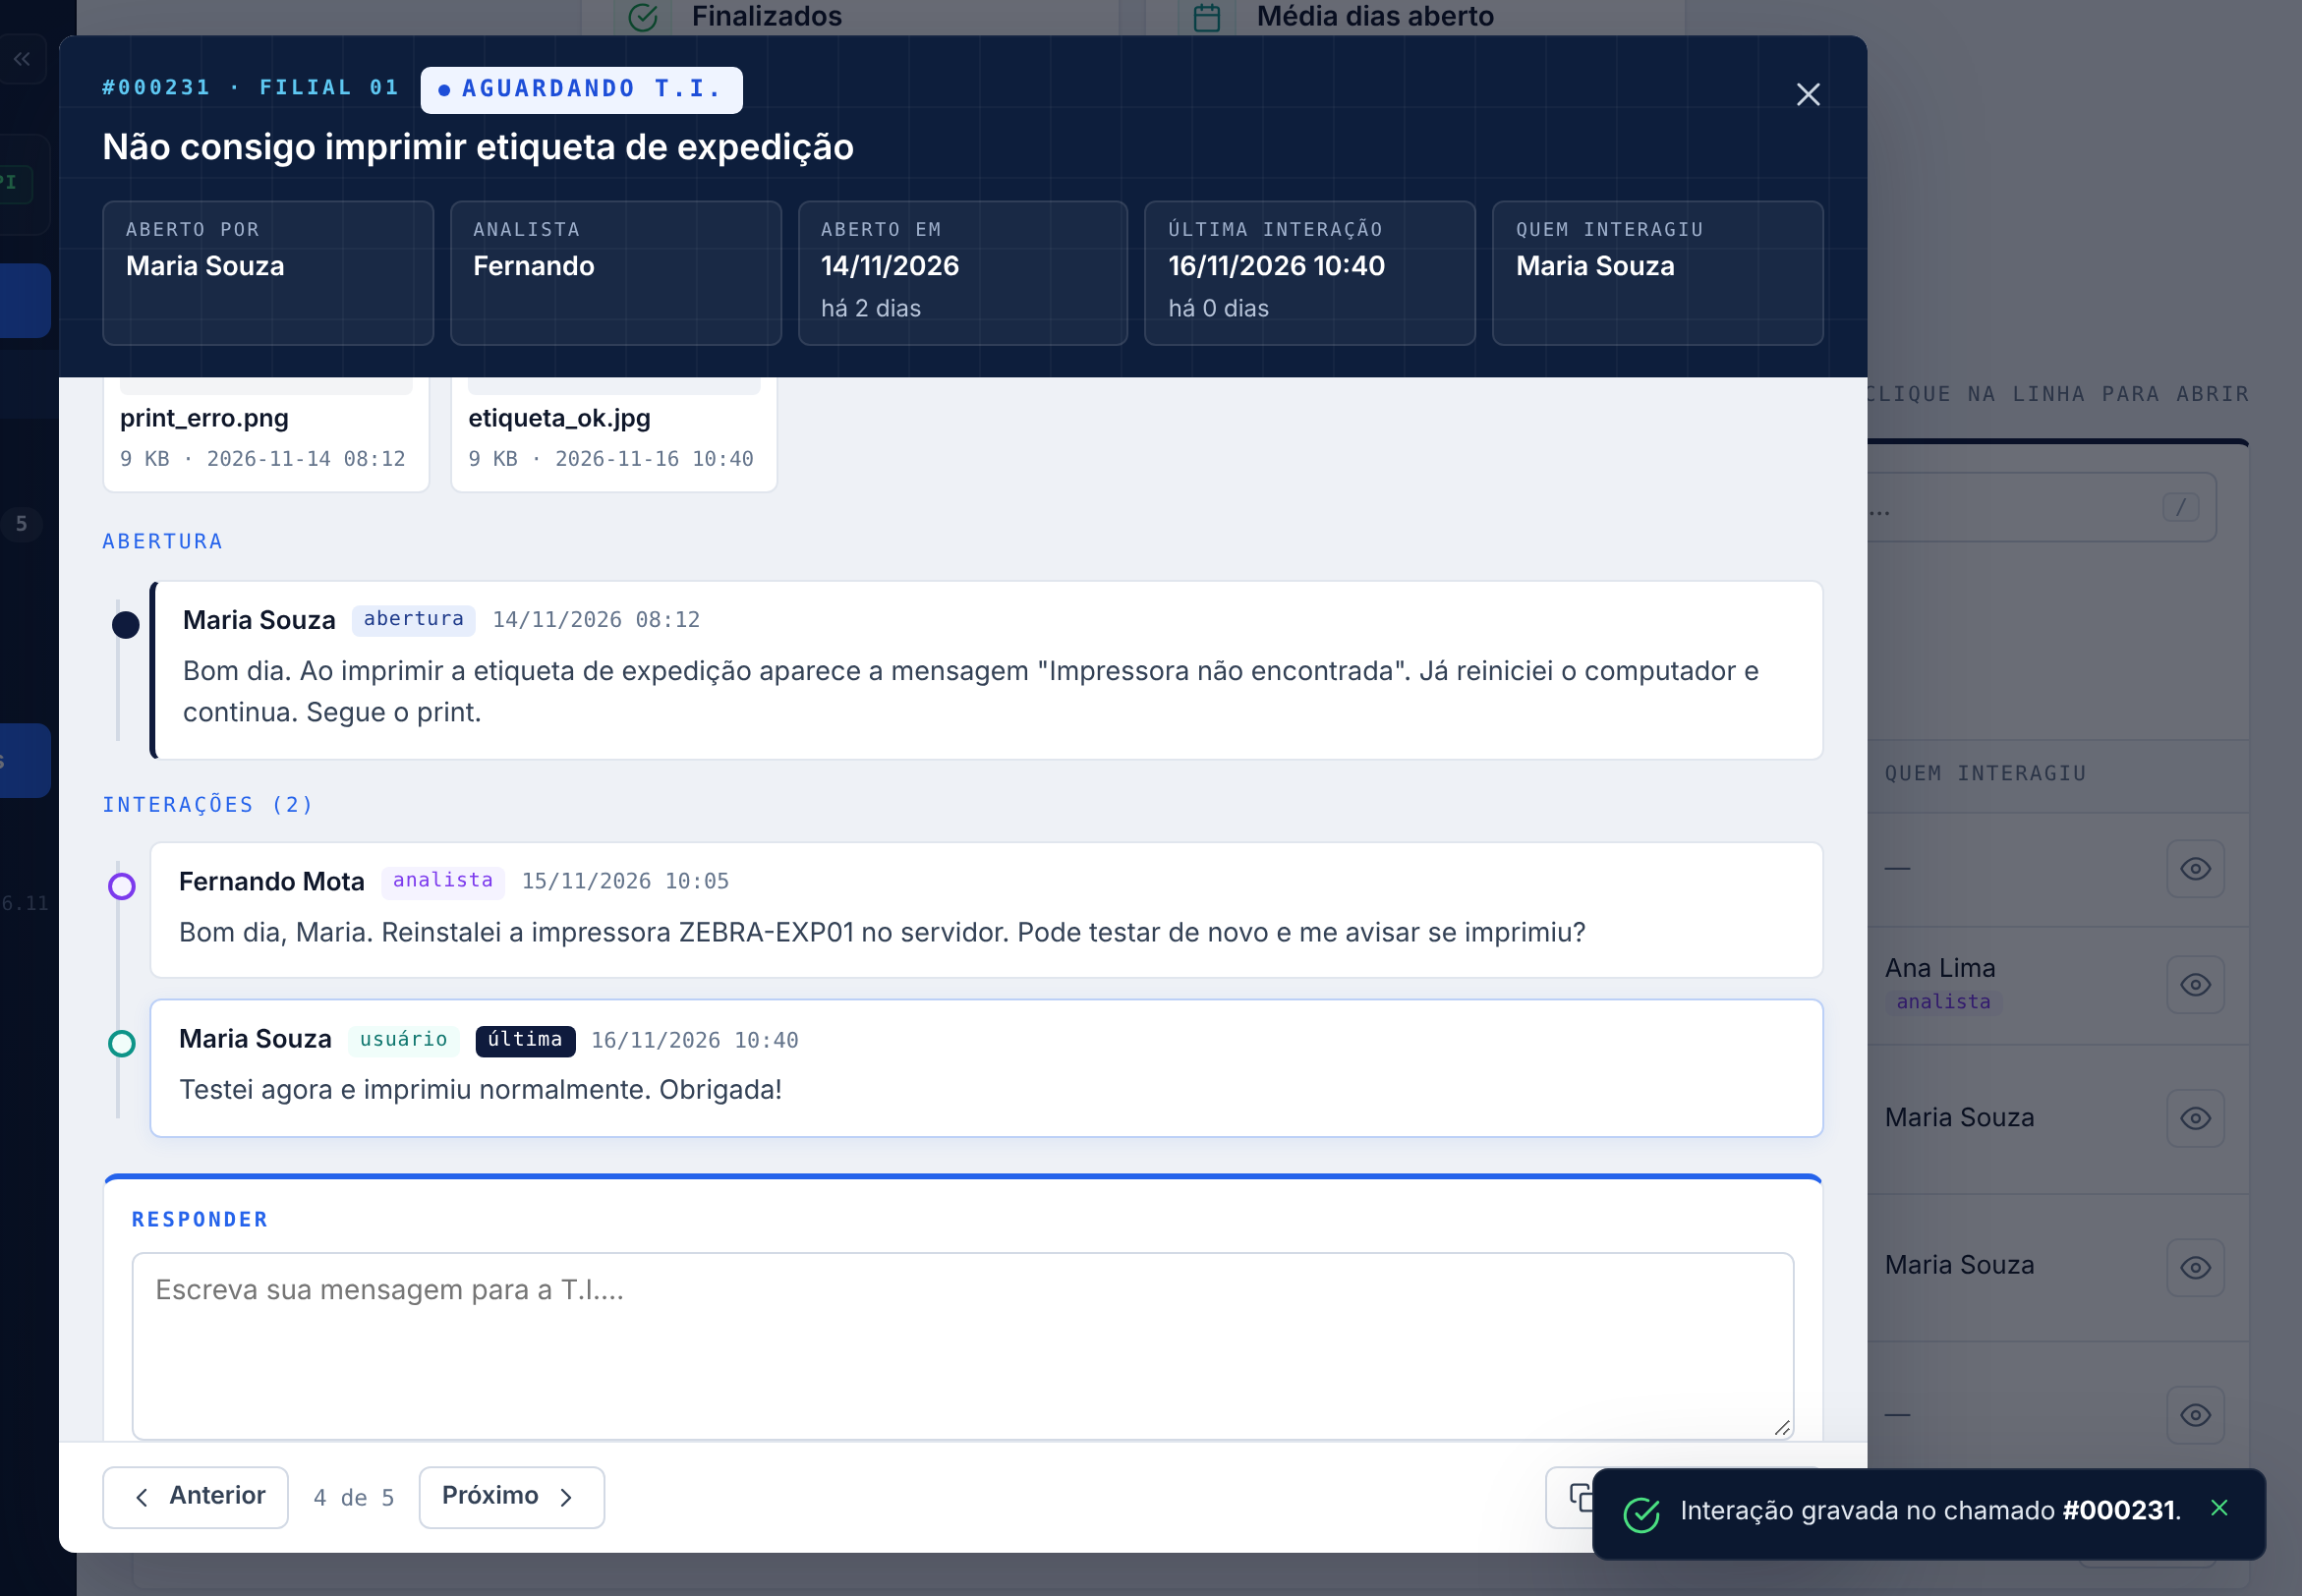 Finalizados
Média dias aberto
#000231 · FILIAL 01
AGUARDANDO T.I.
Não consigo imprimir etiqueta de expedição
ABERTO POR
Maria Souza
ANALISTA
Fernando
ABERTO EM
14/11/2026
há 2 dias
ÚLTIMA INTERAÇÃO
16/11/2026 10:40
há 0 dias
QUEM INTERAGIU
Maria Souza
PI
CLIQUE NA LINHA PARA ABRIR
print_erro.png
9 KB · 2026-11-14 08:12
etiqueta_ok.jpg
9 KB · 2026-11-16 10:40
... /
5
ABERTURA
Maria Souza abertura 14/11/2026 08:12
Bom dia. Ao imprimir a etiqueta de expedição aparece a mensagem "Impressora não encontrada". Já reiniciei o computador e
continua. Segue o print.
s
QUEM INTERAGIU
INTERAÇÕES (2)
Fernando Mota analista 15/11/2026 10:05
Bom dia, Maria. Reinstalei a impressora ZEBRA-EXP01 no servidor. Pode testar de novo e me avisar se imprimiu?
6.11
—
Ana Lima
analista
Maria Souza usuário última 16/11/2026 10:40
Testei agora e imprimiu normalmente. Obrigada!
Maria Souza
RESPONDER
Escreva sua mensagem para a T.I....
Maria Souza
—
Anterior
4 de 5
Próximo
Interação gravada no chamado #000231.